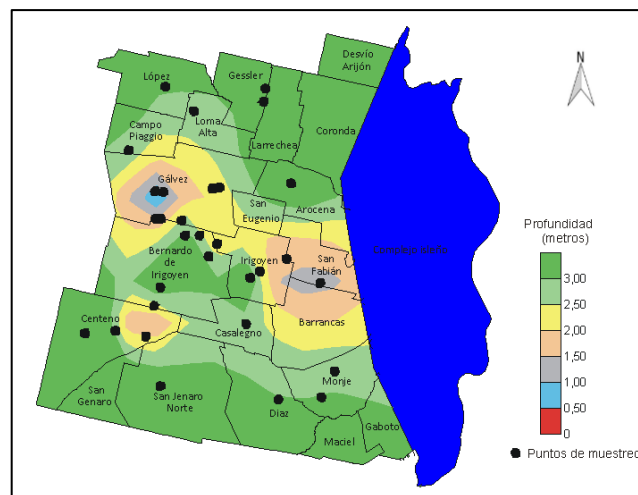 Desvío
Arijón
López
Gessler
N
Loma
Alta
Coronda
Campo
Piaggio
Larrechea
Gálvez
San
Eugenio
Arocena
Profundidad
(metros)
Bernardo
de
Irigoyen
Irigoyen
San
Fabián
3,00
2,50
2,00
1,50
1,00
0,50
0
Centeno
Casalegno
Barrancas
San
Genaro
San Jenaro
Norte
Monje
Diaz
Maciel
Gaboto
Puntos de muestreo